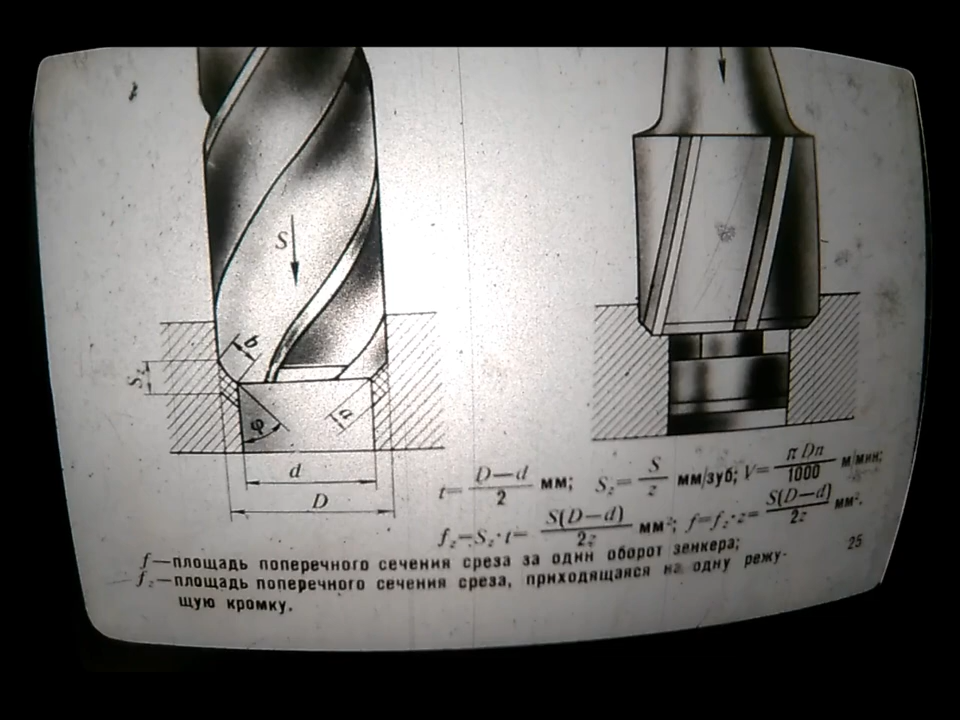 S
b
a
S_z
φ
d
D
t=(D—d)/2 мм; S_z=S/z мм/зуб; V=πDn/1000 м/мин;
f_z=S_z·t=S(D—d)/2z мм²; f=f_z·z=S(D—d)/2z мм².
f—площадь поперечного сечения среза за один оборот зенкера;
f_z—площадь поперечного сечения среза, приходящаяся на одну режу-
щую кромку.
25